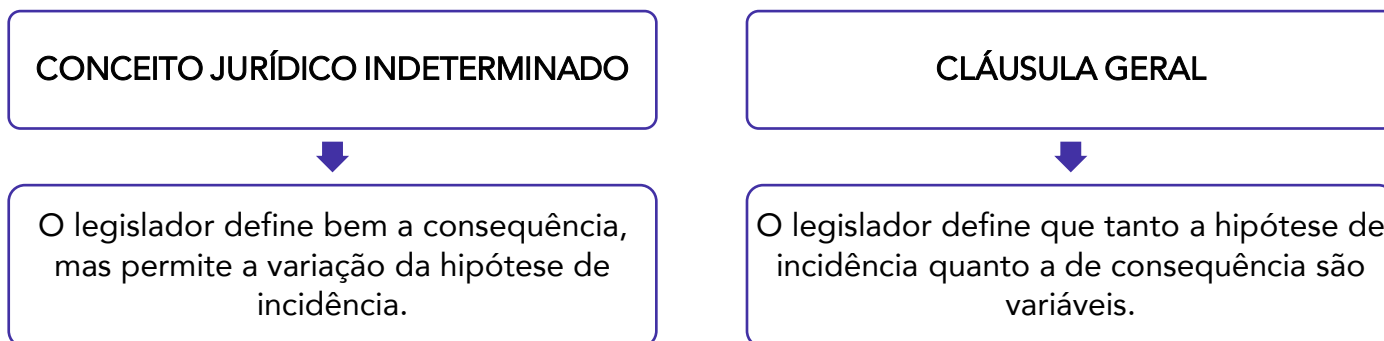 CONCEITO JURÍDICO INDETERMINADO
O legislador define bem a consequência,
mas permite a variação da hipótese de
incidência.
CLÁUSULA GERAL
O legislador define que tanto a hipótese de
incidência quanto a de consequência são
variáveis.